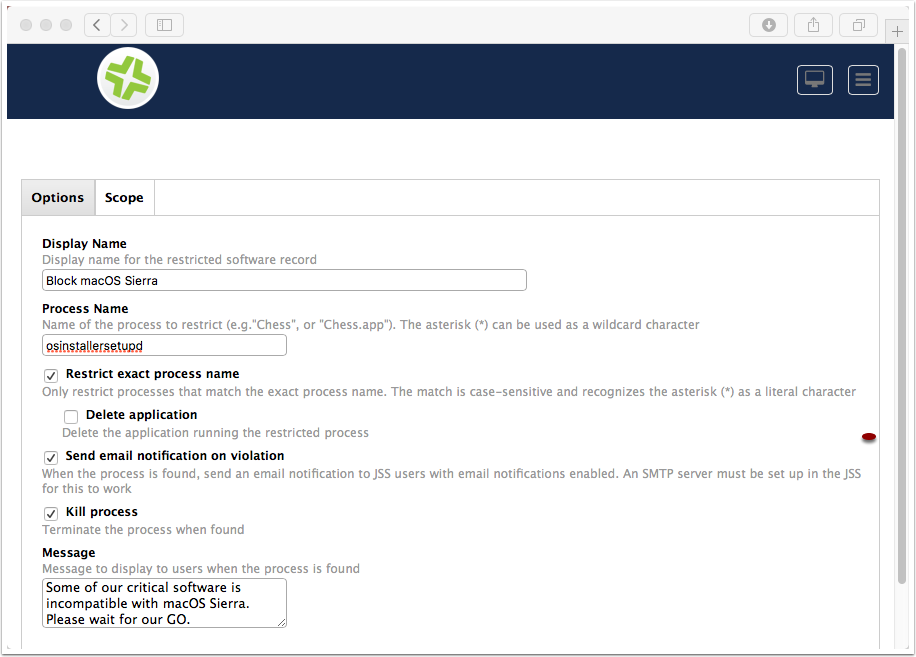 Options Scope
Display Name
Display name for the restricted software record
Block macOS Sierra
Process Name
Name of the process to restrict (e.g."Chess", or "Chess.app"). The asterisk (*) can be used as a wildcard character
osinstallersetupd
Restrict exact process name
Only restrict processes that match the exact process name. The match is case-sensitive and recognizes the asterisk (*) as a literal character
Delete application
Delete the application running the restricted process
Send email notification on violation
When the process is found, send an email notification to JSS users with email notifications enabled. An SMTP server must be set up in the JSS
for this to work
Kill process
Terminate the process when found
Message
Message to display to users when the process is found
Some of our critical software is
incompatible with macOS Sierra.
Please wait for our GO.